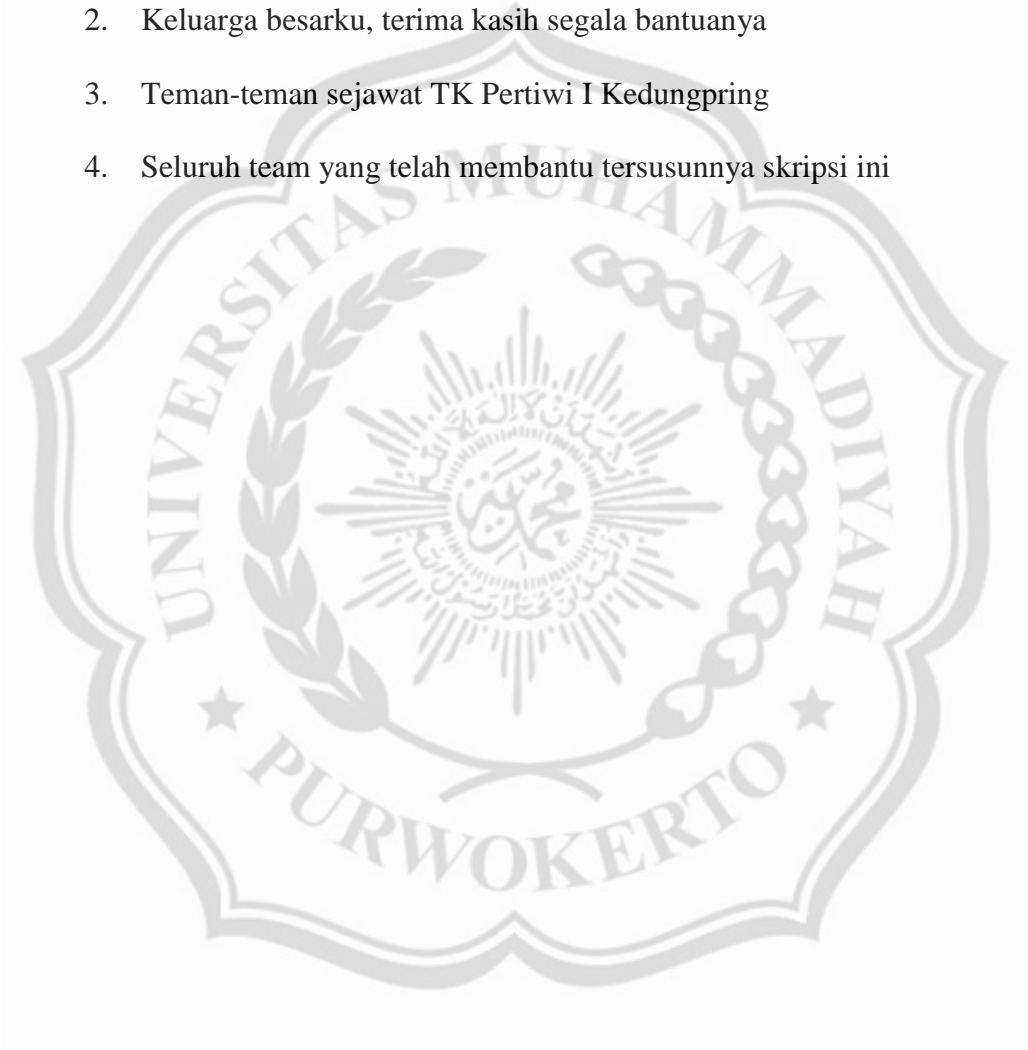 2. Keluarga besarku, terima kasih segala bantuanya
3. Teman-teman sejawat TK Pertiwi I Kedungpring
4. Seluruh team yang telah membantu tersusunnya skripsi ini
UNIVERSITAS MUHAMMADIYAH
PURWOKERTO